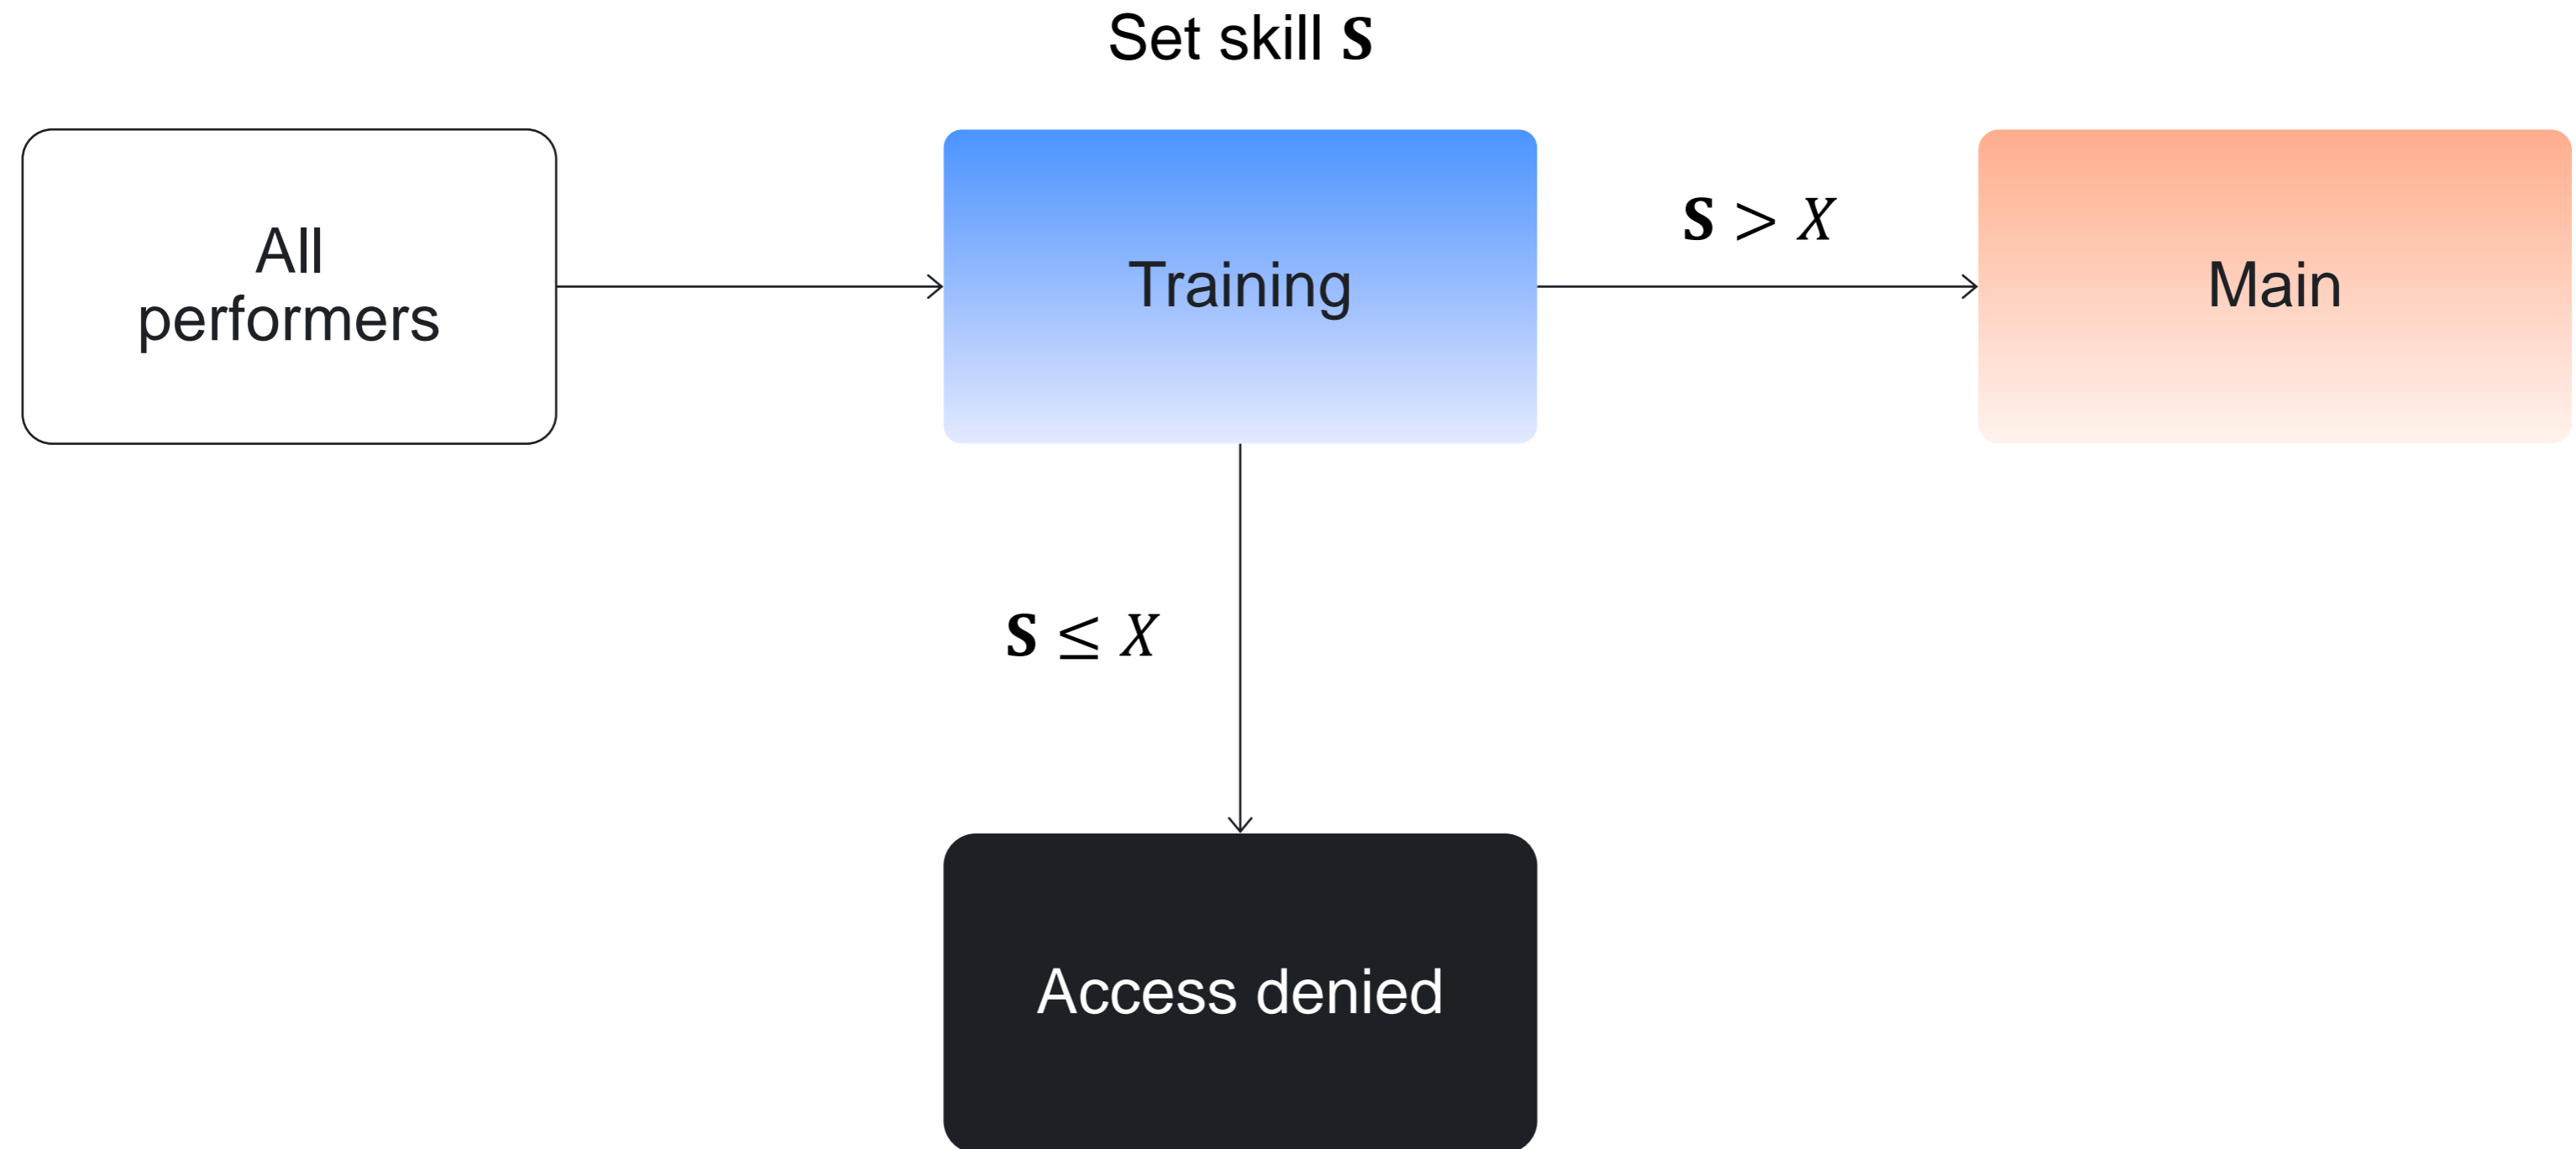 Set skill s
All
performers
Training
s > x
Main
s ≤ x
Access denied